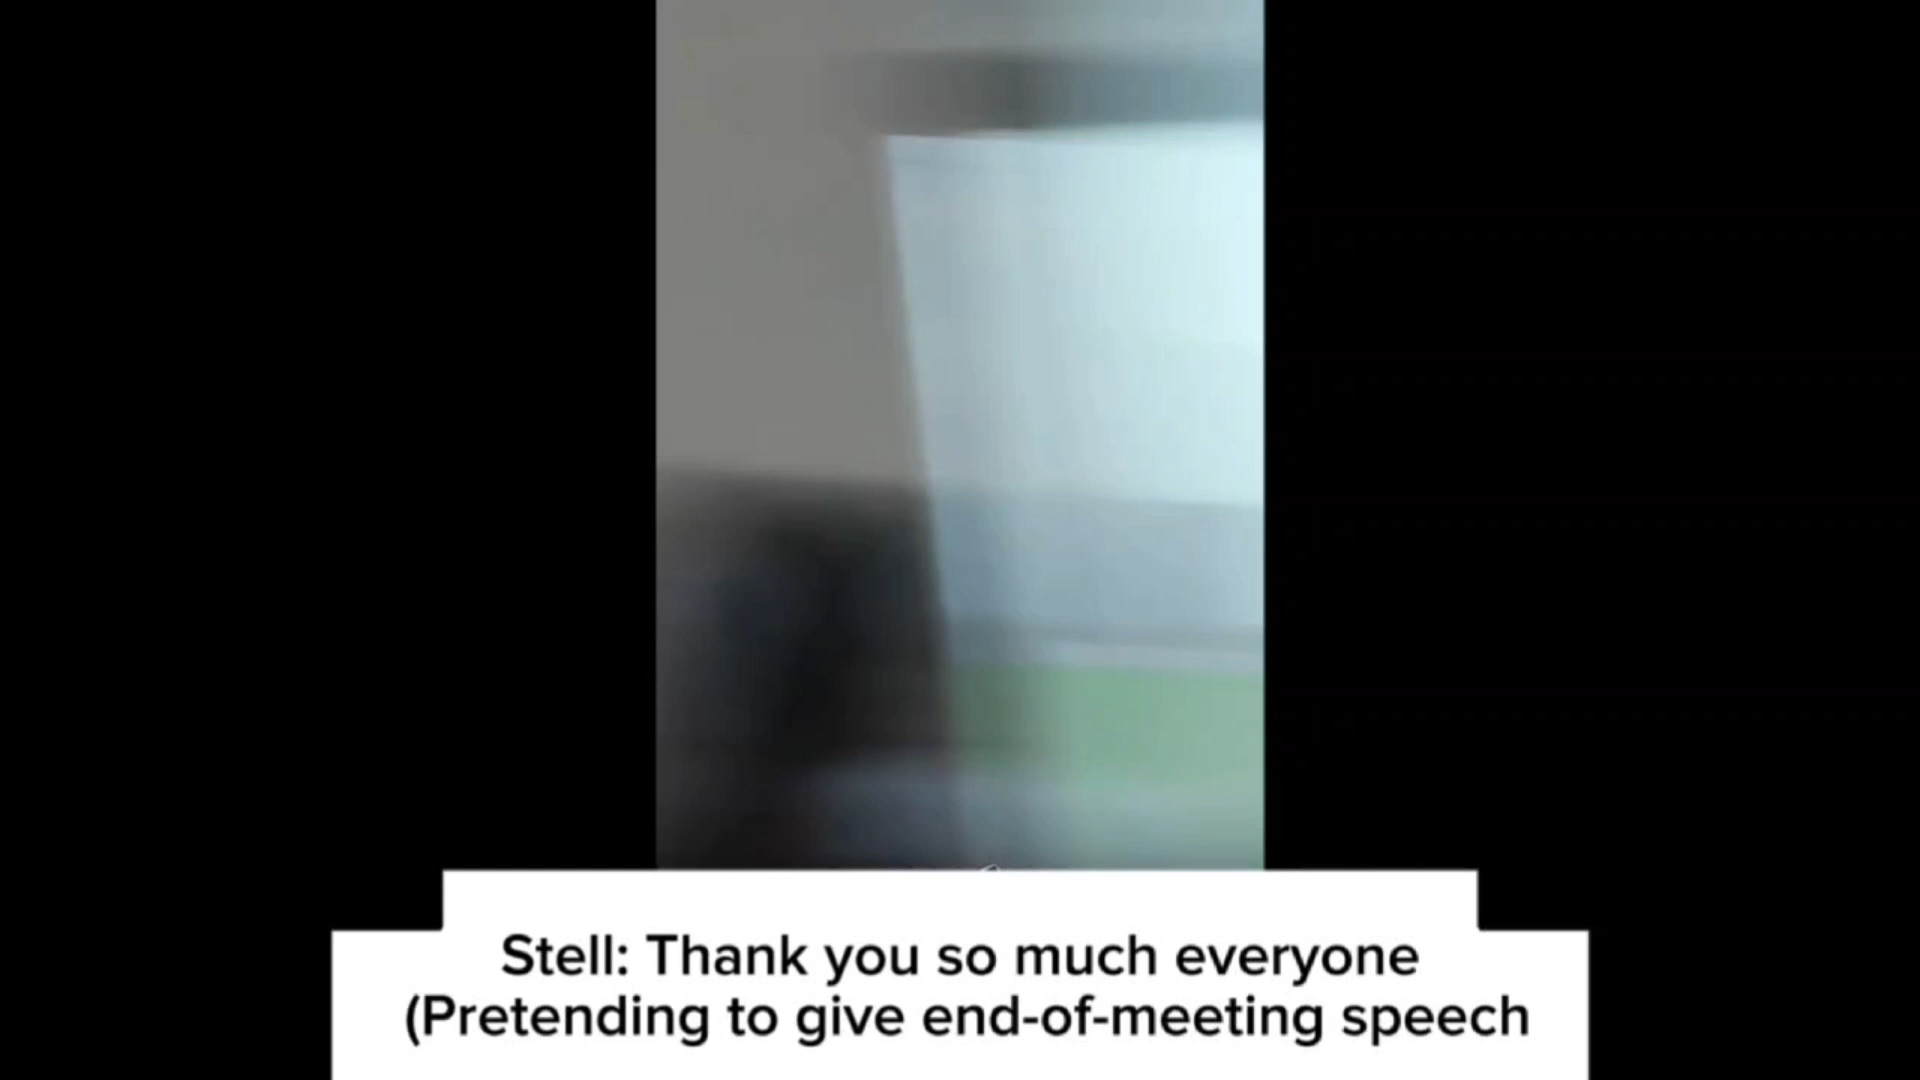 Stell: Thank you so much everyone
(Pretending to give end-of-meeting speech